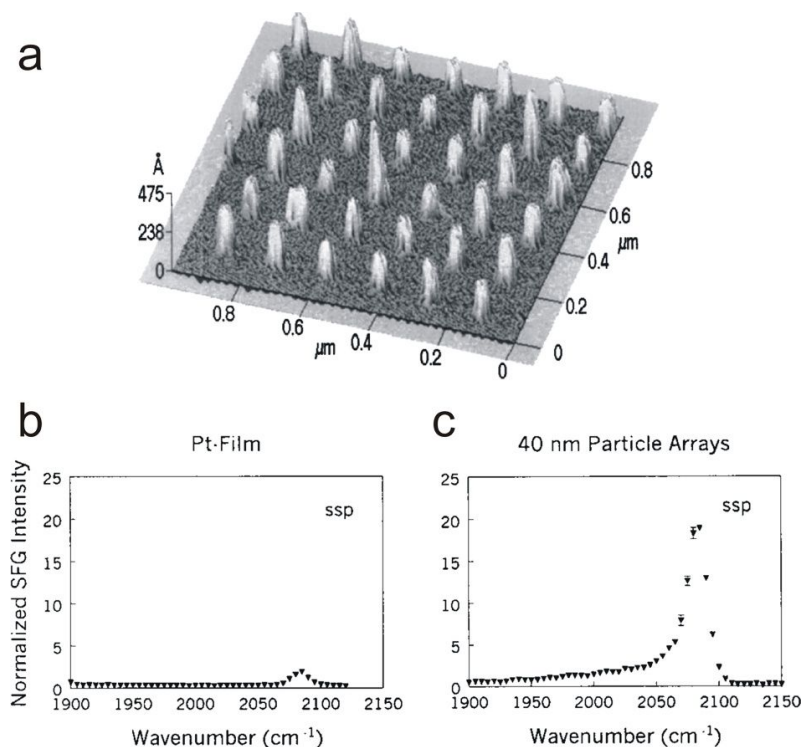 a
Å
475
238
0
0.8
0.6
0.4
0.2
0
µm
0.8
0.6
µm
0.4
0.2
0
b
Pt-Film
c
40 nm Particle Arrays
Normalized SFG Intensity
25
20
15
10
5
0
ssp
1900
1950
2000
2050
2100
2150
Wavenumber (cm⁻¹)
25
20
15
10
5
0
ssp
1900
1950
2000
2050
2100
2150
Wavenumber (cm⁻¹)